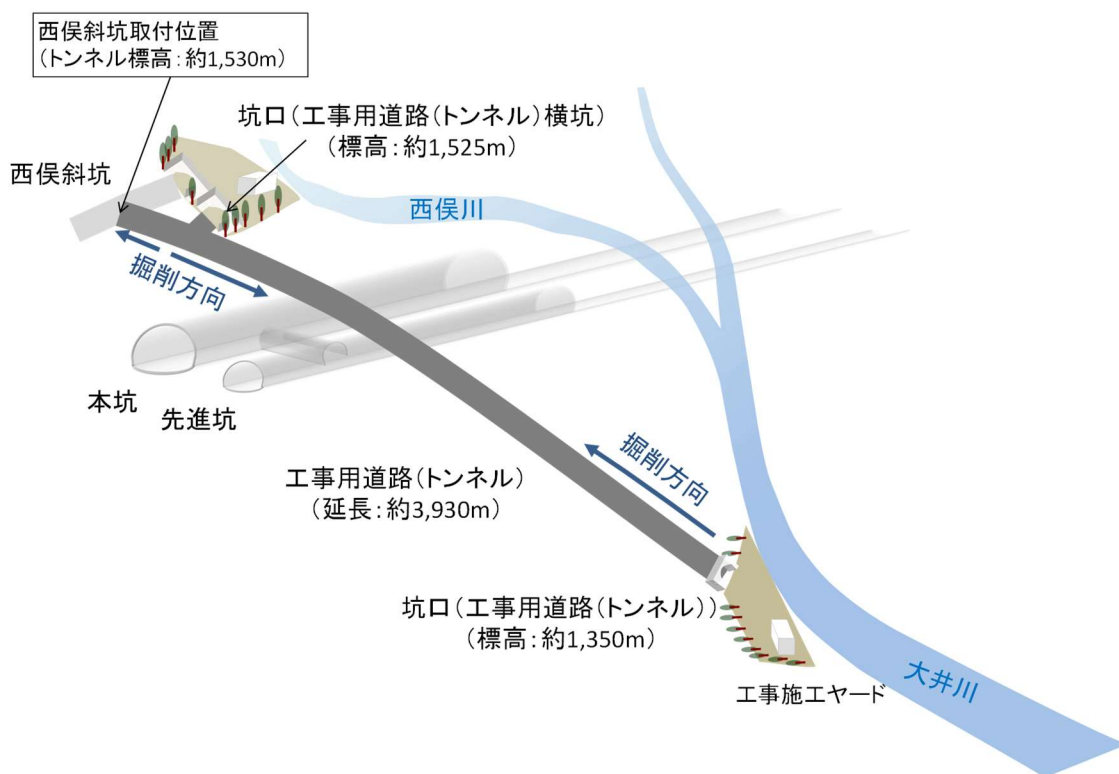 西俣斜坑取付位置
(トンネル標高：約1,530m)
坑口(工事用道路(トンネル)横坑)
(標高：約1,525m)
西俣斜坑
西俣川
掘削方向
本坑
先進坑
工事用道路(トンネル)
(延長：約3,930m)
掘削方向
坑口(工事用道路(トンネル))
(標高：約1,350m)
大井川
工事施工ヤード